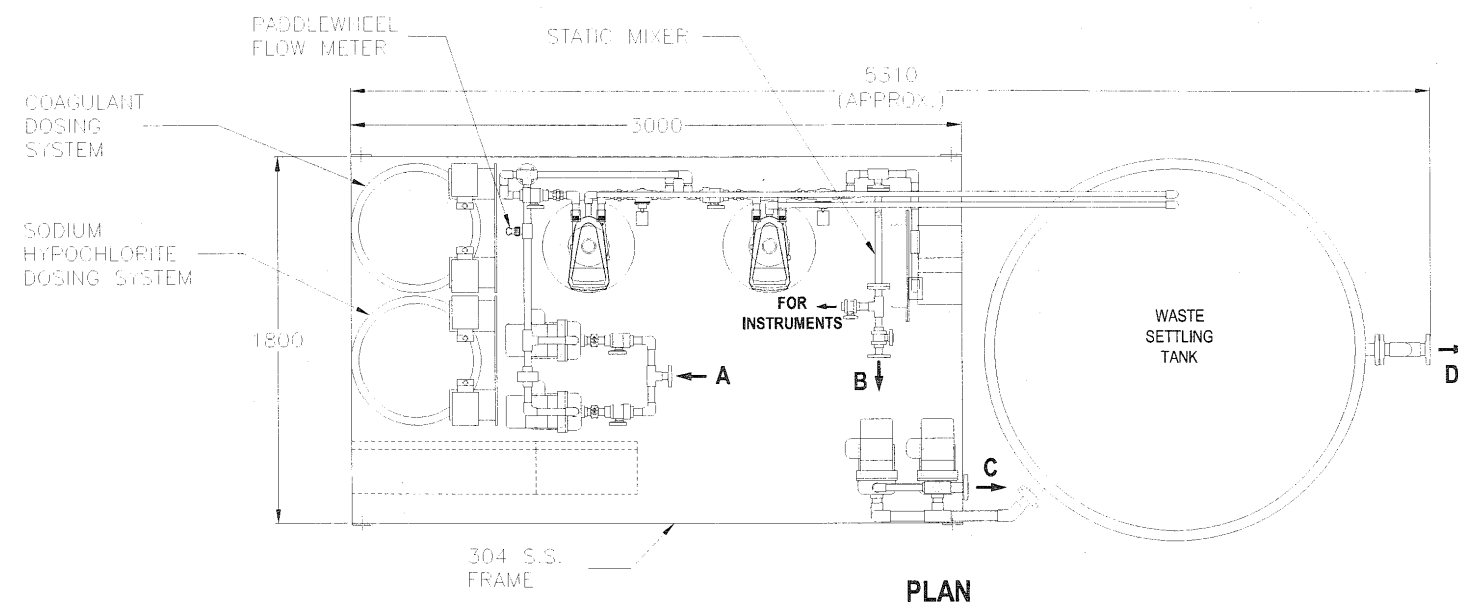 PADDLEWHEEL
FLOW METER
STATIC MIXER
5310
(APPROX.)
3000
COAGULANT
DOSING
SYSTEM
SODIUM
HYPOCHLORITE
DOSING SYSTEM
1800
FOR
INSTRUMENTS
A
B
C
WASTE
SETTLING
TANK
D
304 S.S.
FRAME
PLAN